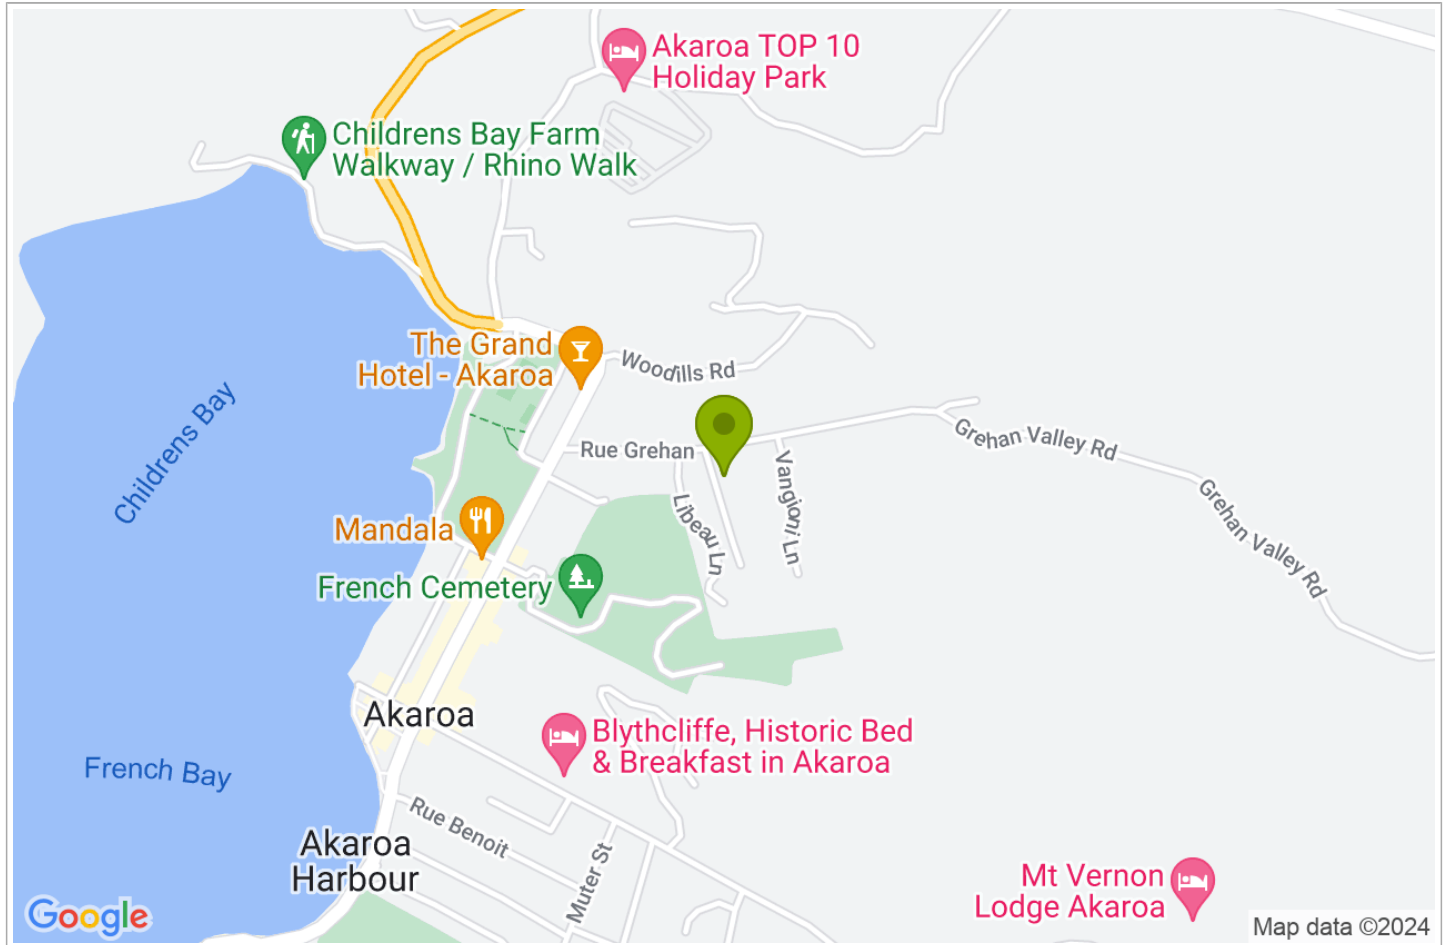 Akaroa TOP 10
Holiday Park
Childrens Bay Farm
Walkway / Rhino Walk
The Grand
Hotel - Akaroa
Woodills Rd
Childrens Bay
Rue Grehan
Grehan Valley Rd
Vangioni Ln
Grehan Valley Rd
Libeau Ln
Mandala
French Cemetery
Akaroa
Blythcliffe, Historic Bed
& Breakfast in Akaroa
French Bay
Rue Benoit
Akaroa
Harbour
Muter St
Mt Vernon
Lodge Akaroa
Google
Map data ©2024